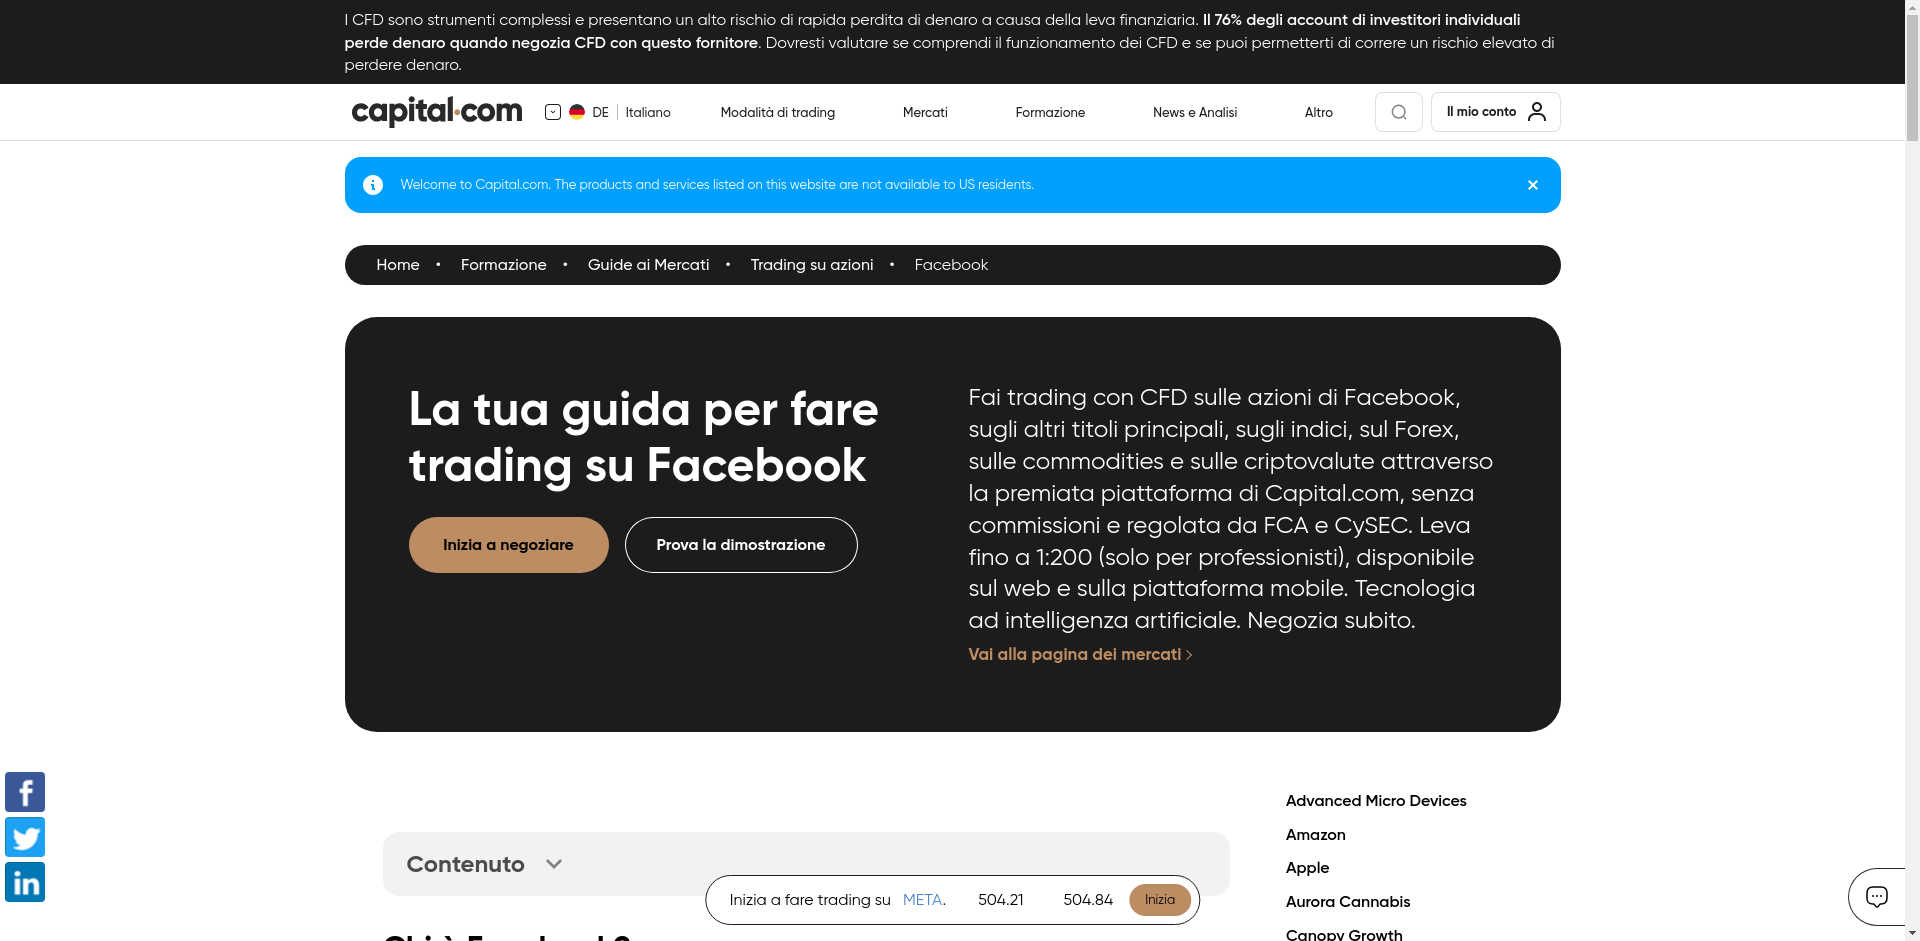 I CFD sono strumenti complessi e presentano un alto rischio di rapida perdita di denaro a causa della leva finanziaria. Il 76% degli account di investitori individuali
perde denaro quando negozia CFD con questo fornitore. Dovresti valutare se comprendi il funzionamento dei CFD e se puoi permetterti di correre un rischio elevato di
perdere denaro.
capital.com
DE Italiano
Modalità di trading
Mercati
Formazione
News e Analisi
Altro
Il mio conto
Welcome to Capital.com. The products and services listed on this website are not available to US residents.
Home • Formazione • Guide ai Mercati • Trading su azioni • Facebook
La tua guida per fare
trading su Facebook
Inizia a negoziare
Prova la dimostrazione
Fai trading con CFD sulle azioni di Facebook,
sugli altri titoli principali, sugli indici, sul Forex,
sulle commodities e sulle criptovalute attraverso
la premiata piattaforma di Capital.com, senza
commissioni e regolata da FCA e CySEC. Leva
fino a 1:200 (solo per professionisti), disponibile
sul web e sulla piattaforma mobile. Tecnologia
ad intelligenza artificiale. Negozia subito.
Vai alla pagina dei mercati
Contenuto
Advanced Micro Devices
Amazon
Apple
Aurora Cannabis
Canopy Growth
Inizia a fare trading su META. 504.21 504.84 Inizia